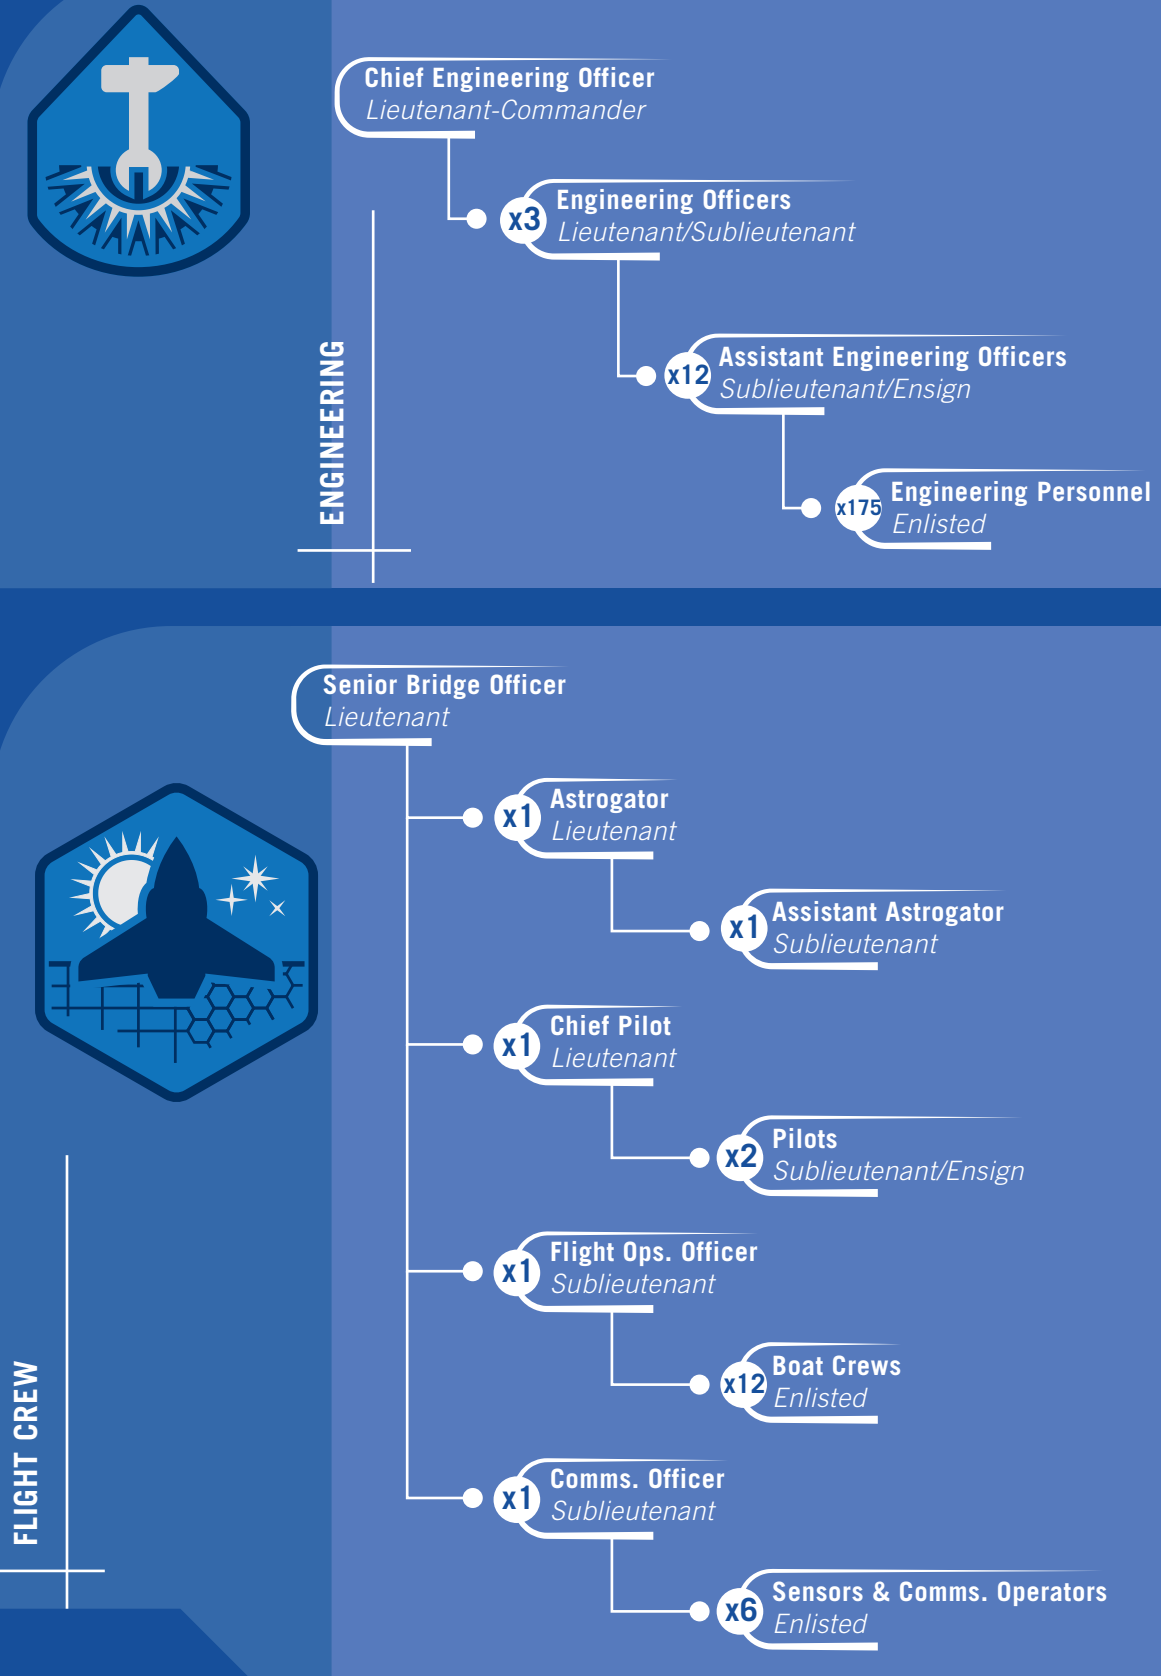 Chief Engineering Officer
Lieutenant-Commander
x3
Engineering Officers
Lieutenant/Sublieutenant
x12
Assistant Engineering Officers
Sublieutenant/Ensign
x175
Engineering Personnel
Enlisted
ENGINEERING
Senior Bridge Officer
Lieutenant
x1
Astrogator
Lieutenant
x1
Assistant Astrogator
Sublieutenant
x1
Chief Pilot
Lieutenant
x2
Pilots
Sublieutenant/Ensign
x1
Flight Ops. Officer
Sublieutenant
x12
Boat Crews
Enlisted
x1
Comms. Officer
Sublieutenant
x6
Sensors & Comms. Operators
Enlisted
FLIGHT CREW